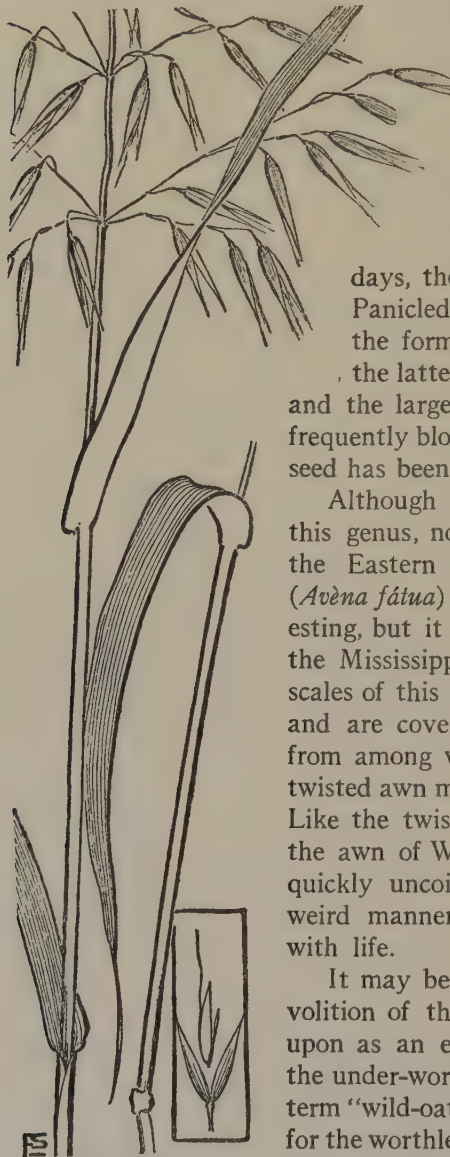 days, the
Panicled
the form
the latte
and the large
frequently blo
seed has been
Although
this genus, no
the Eastern
(Avèna fátua)
esting, but it
the Mississipp
scales of this
and are cove
from among v
twisted awn m
Like the twis
the awn of W
quickly uncoi
weird manner
with life.
It may be
volition of th
upon as an e
the under-wor
term “wild-oat
for the worthle